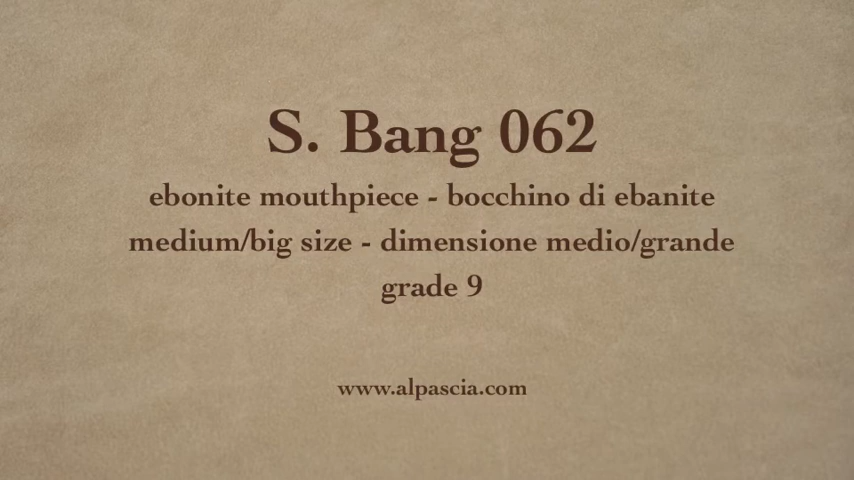 S. Bang 062
ebonite mouthpiece - bocchino di ebanite
medium/big size - dimensione medio/grande
grade 9
www.alpascia.com